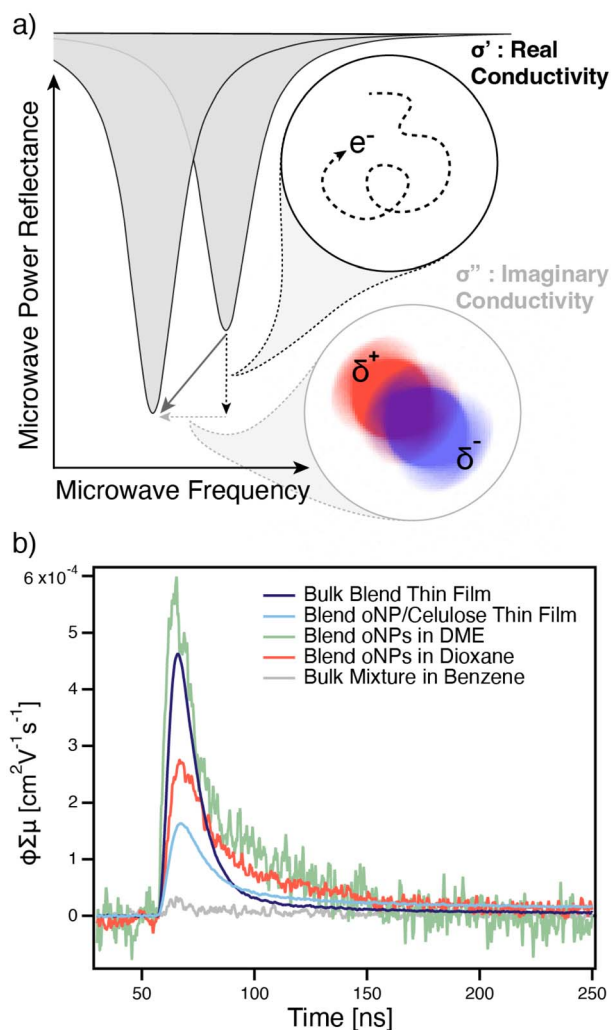 a)
σ' : Real
Conductivity
e-
Microwave Power Reflectance
σ" : Imaginary
Conductivity
δ+
δ-
Microwave Frequency
b)
6 x10-4
5
4
3
2
1
0
ϕΣμ [cm2V-1s-1]
Bulk Blend Thin Film
Blend oNP/Celulose Thin Film
Blend oNPs in DME
Blend oNPs in Dioxane
Bulk Mixture in Benzene
50
100
150
200
250
Time [ns]